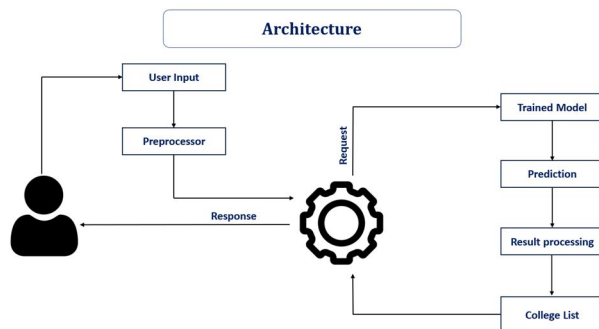 Architecture
User Input
Trained Model
Preprocessor
Request
Prediction
Response
Result processing
College List